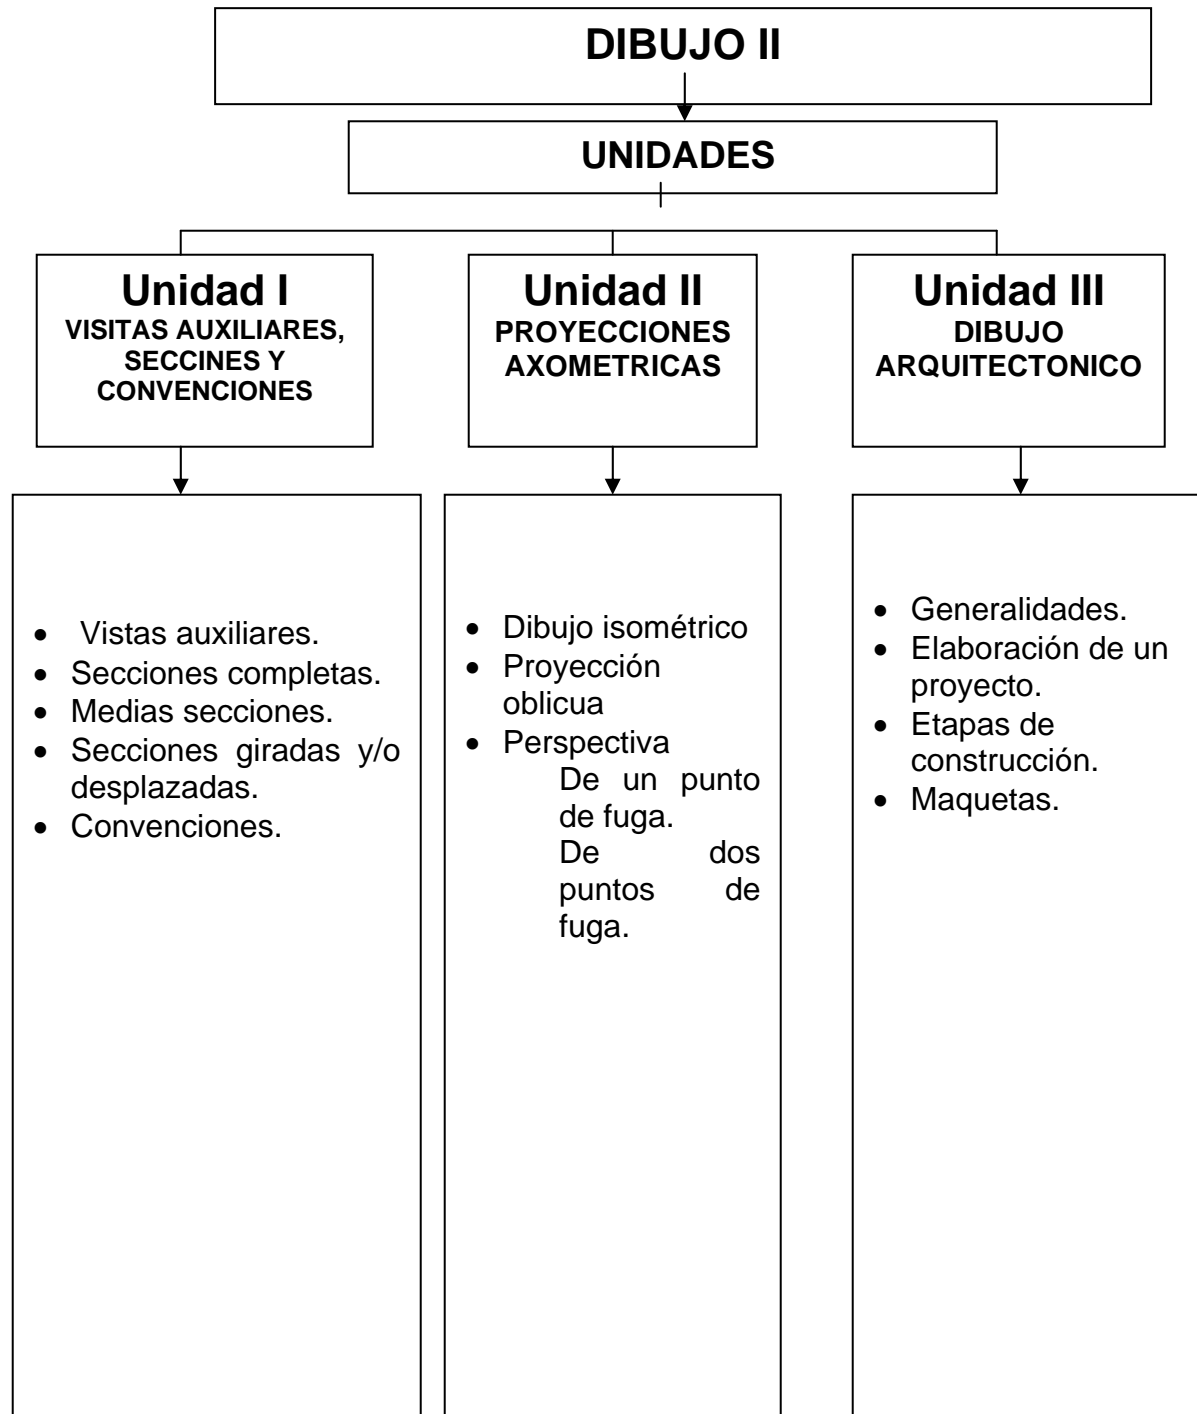 DIBUJO II
UNIDADES
Unidad I
VISITAS AUXILIARES,
SECCINES Y
CONVENCIONES
Unidad II
PROYECCIONES
AXOMETRICAS
Unidad III
DIBUJO
ARQUITECTONICO
• Vistas auxiliares.
• Secciones completas.
• Medias secciones.
• Secciones giradas y/o
desplazadas.
• Convenciones.
• Dibujo isométrico
• Proyección
oblicua
• Perspectiva
De un punto
de fuga.
De dos
puntos de
fuga.
• Generalidades.
• Elaboración de un
proyecto.
• Etapas de
construcción.
• Maquetas.